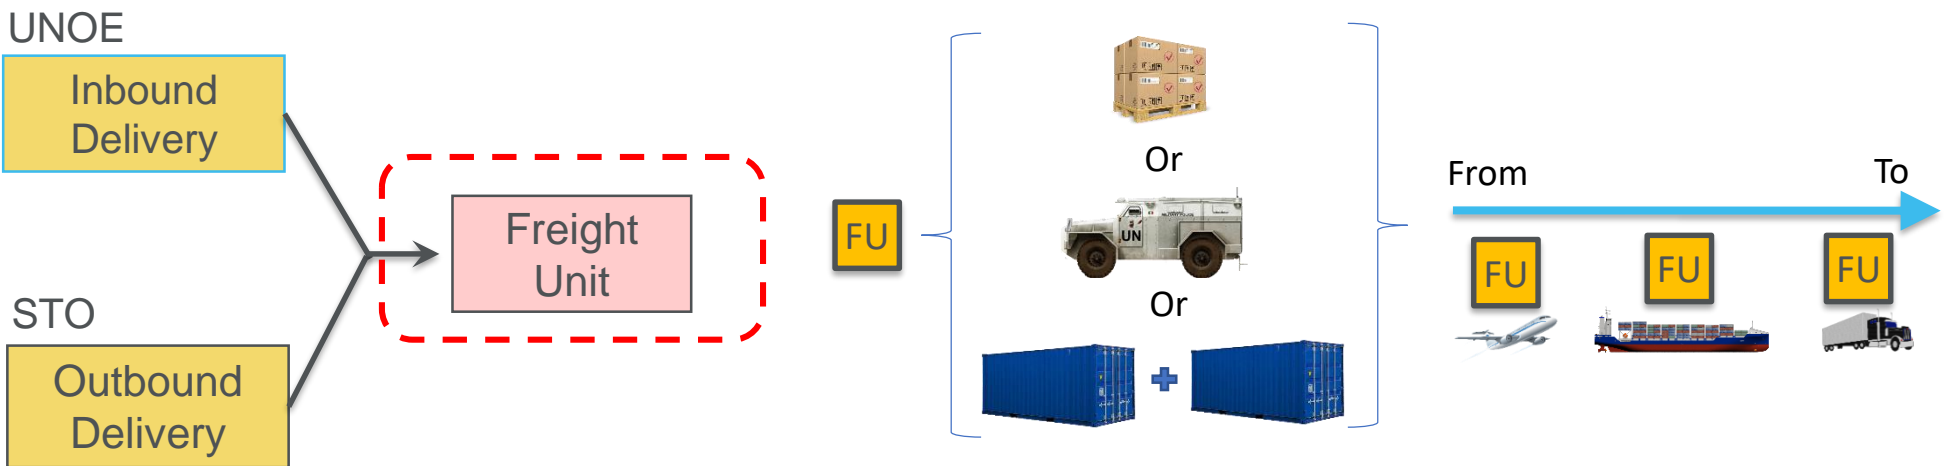 UNOE
Inbound
Delivery
STO
Outbound
Delivery
Freight
Unit
FU
Or
UN
Or
From
To
FU
FU
FU